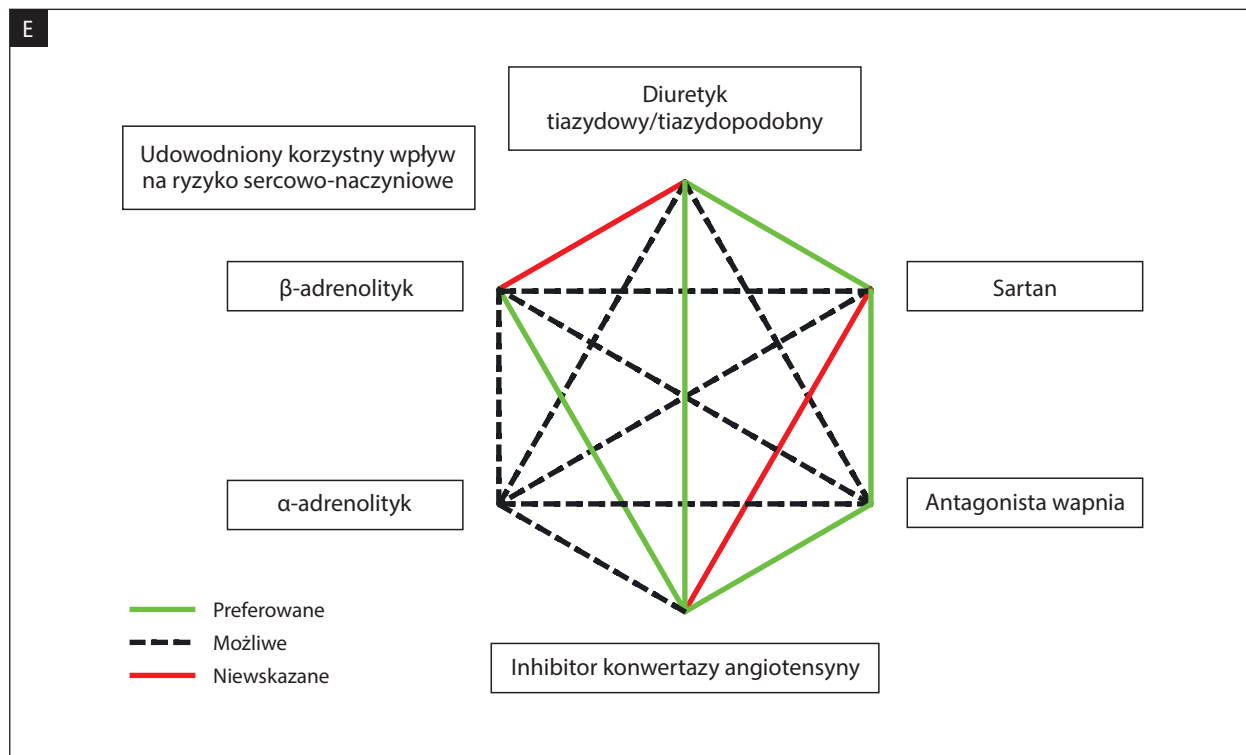 E
Diuretyk
tiazydowy/tiazydopodobny
Udowodniony korzystny wpływ
na ryzyko sercowo-naczyniowe
β-adrenolityk
Sartan
α-adrenolityk
Antagonista wapnia
Preferowane
Możliwe
Niewskazane
Inhibitor konwertazy angiotensyny